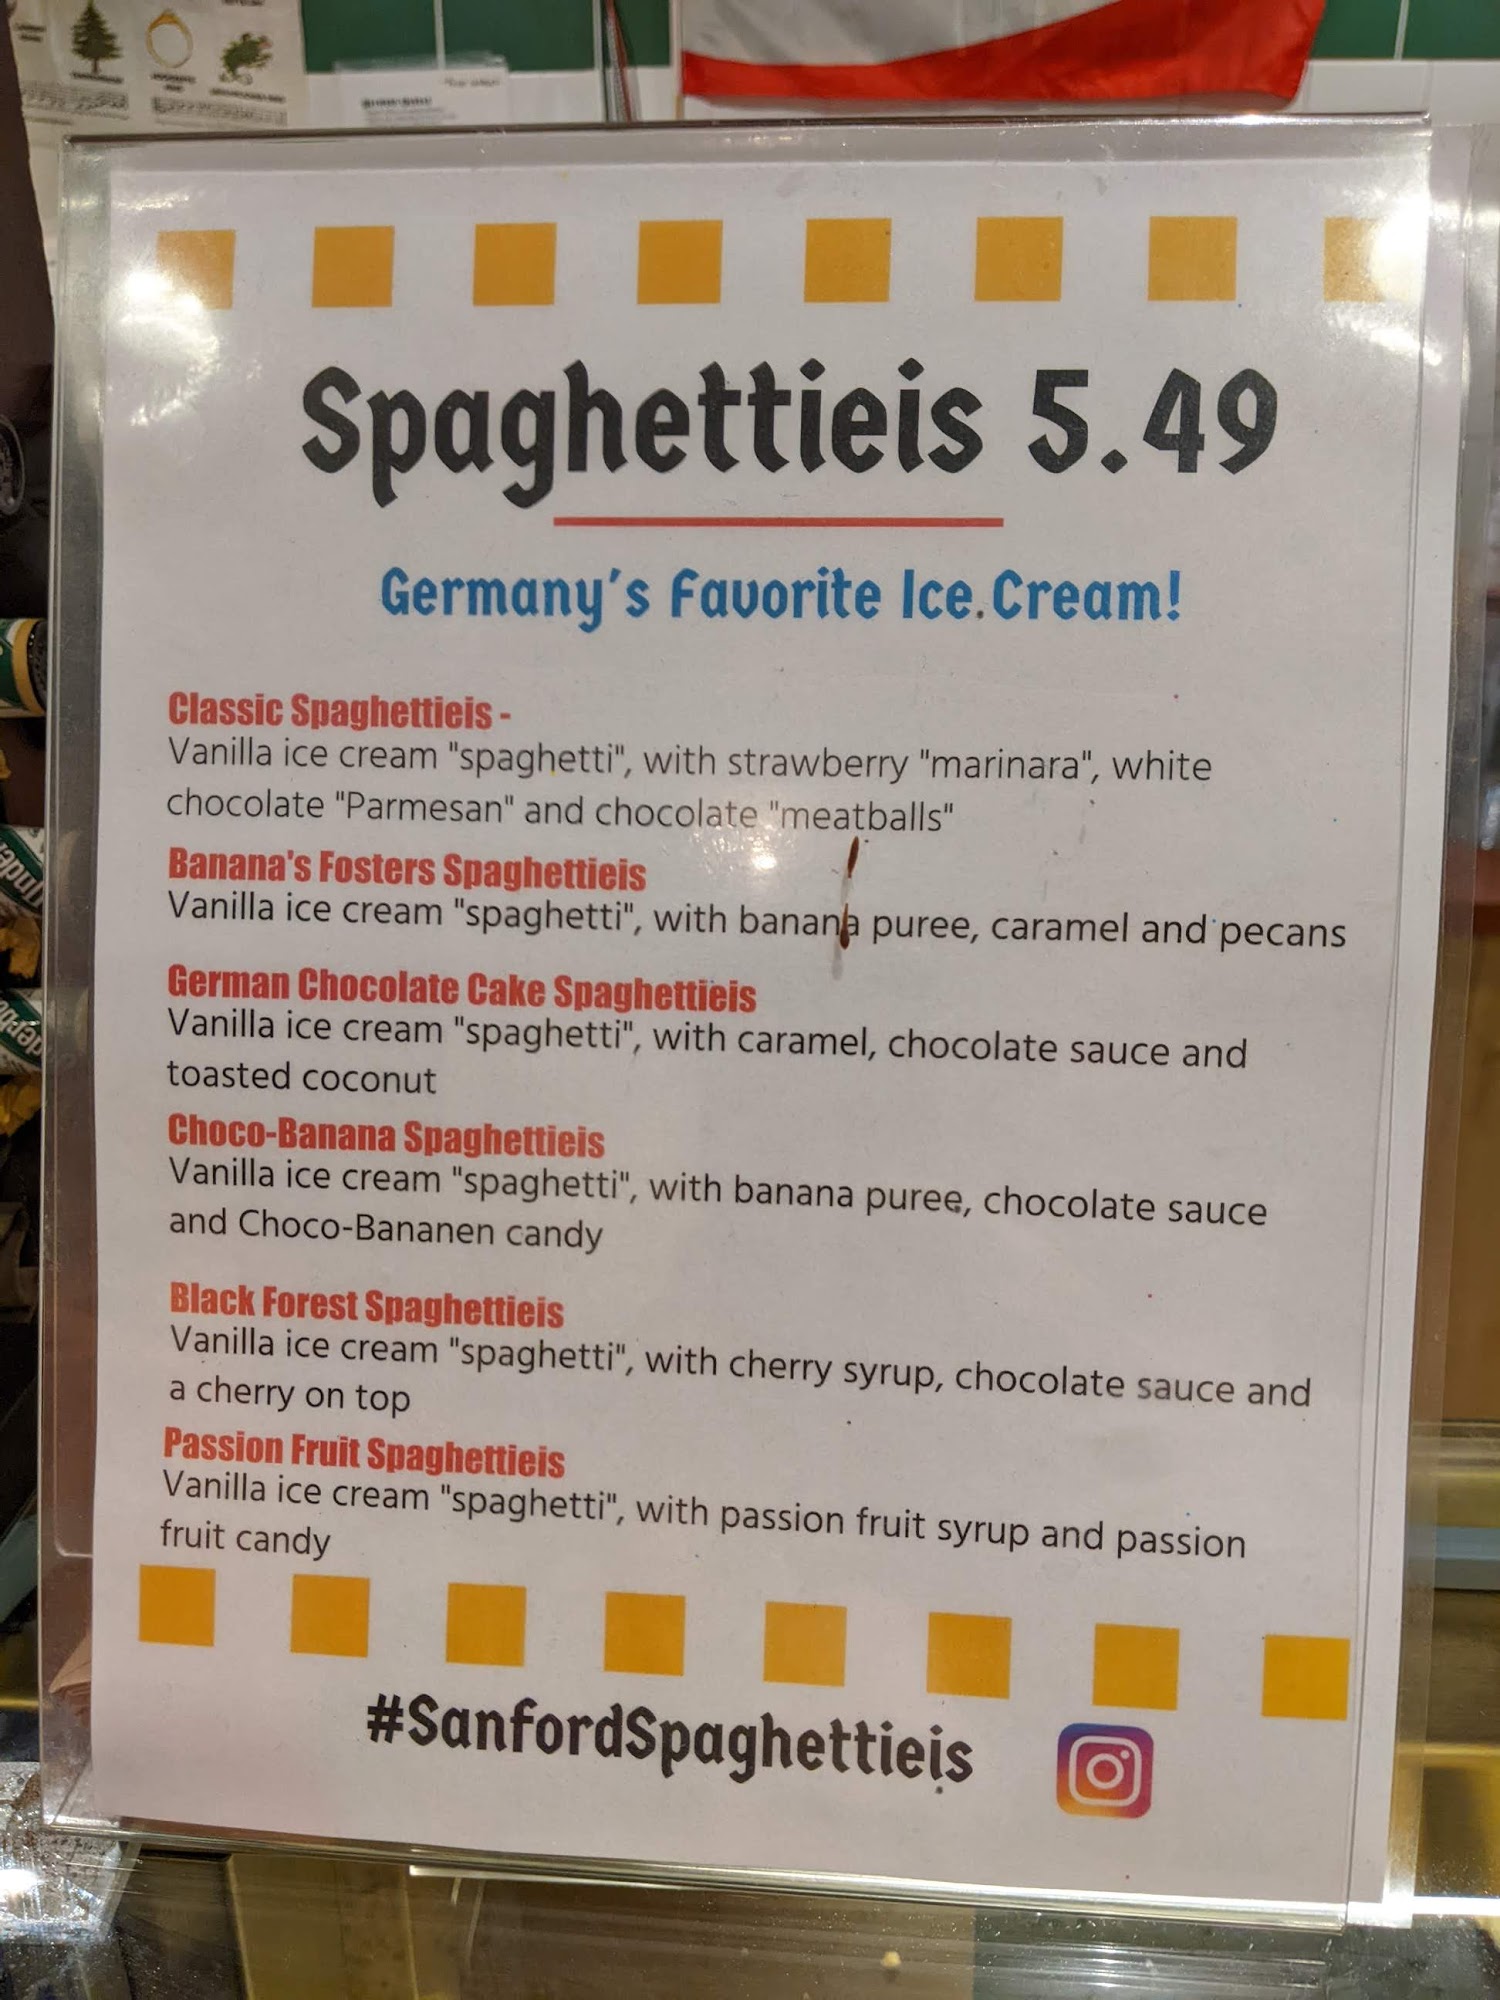 Spaghettieis 5.49
Germany's Favorite Ice Cream!
Classic Spaghettieis -
Vanilla ice cream "spaghetti", with strawberry "marinara", white
chocolate "Parmesan" and chocolate "meatballs"
Banana's Fosters Spaghettieis
Vanilla ice cream "spaghetti", with banana puree, caramel and pecans
German Chocolate Cake Spaghettieis
Vanilla ice cream "spaghetti", with caramel, chocolate sauce and
toasted coconut
Choco-Banana Spaghettieis
Vanilla ice cream "spaghetti", with banana puree, chocolate sauce
and Choco-Bananen candy
Black Forest Spaghettieis
Vanilla ice cream "spaghetti", with cherry syrup, chocolate sauce and
a cherry on top
Passion Fruit Spaghettieis
Vanilla ice cream "spaghetti", with passion fruit syrup and passion
fruit candy
#SanfordSpaghettieis